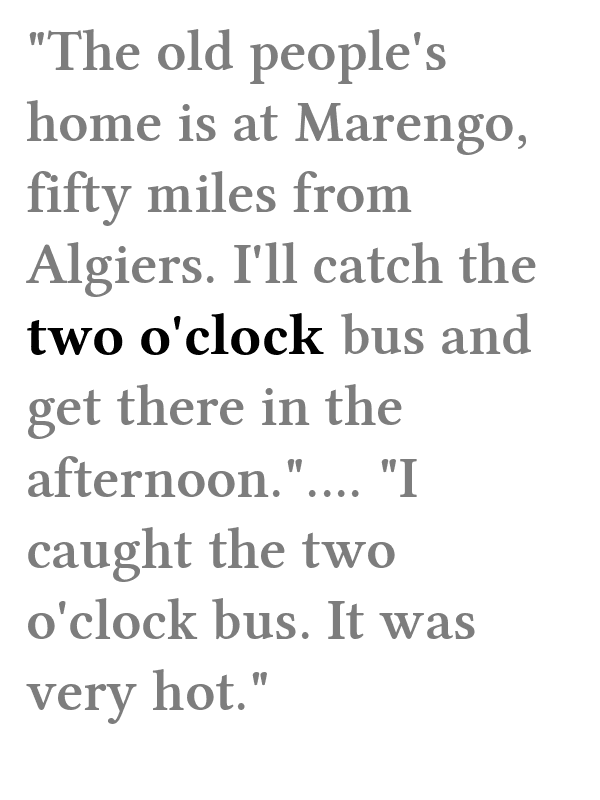 "The old people's
home is at Marengo,
fifty miles from
Algiers. I'll catch the
two o'clock bus and
get there in the
afternoon.".... "I
caught the two
o'clock bus. It was
very hot."